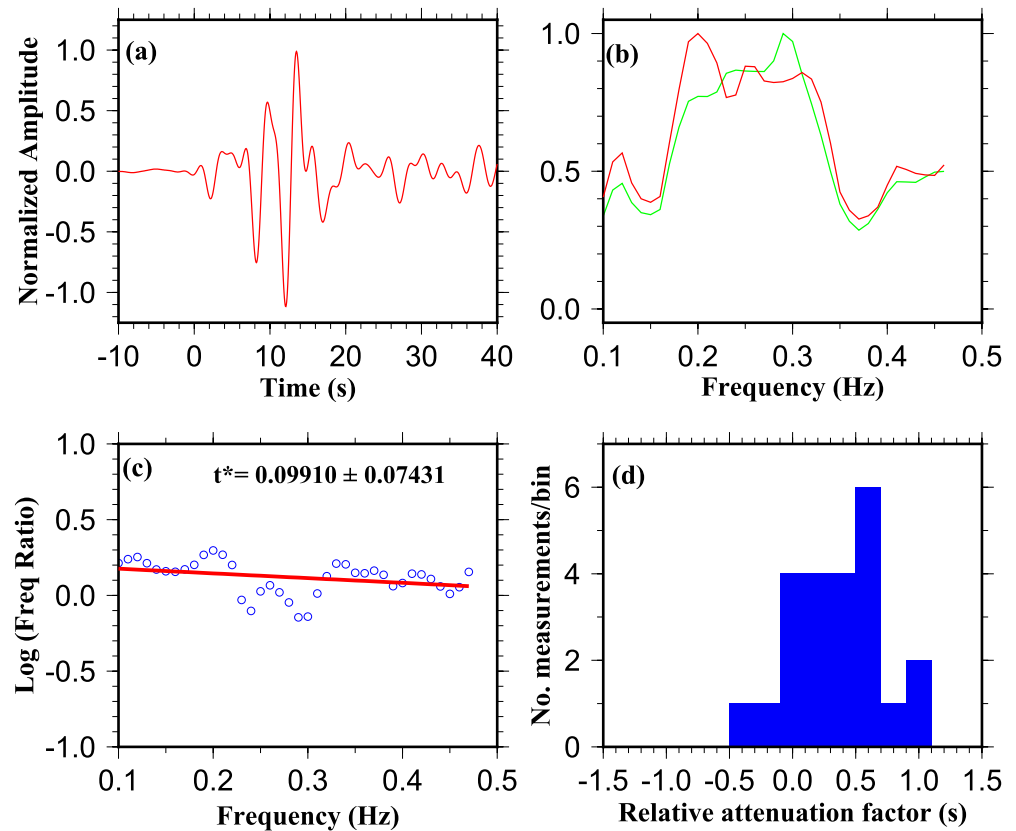 (a)
1.0
0.5
0.0
-0.5
-1.0
Normalized Amplitude
-10 0 10 20 30 40
Time (s)
(b)
1.0
0.5
0.0
0.1 0.2 0.3 0.4 0.5
Frequency (Hz)
(c)
t*= 0.09910 ± 0.07431
1.0
0.5
0.0
-0.5
-1.0
Log (Freq Ratio)
0.1 0.2 0.3 0.4 0.5
Frequency (Hz)
(d)
6
4
2
0
No. measurements/bin
-1.5 -1.0 -0.5 0.0 0.5 1.0 1.5
Relative attenuation factor (s)